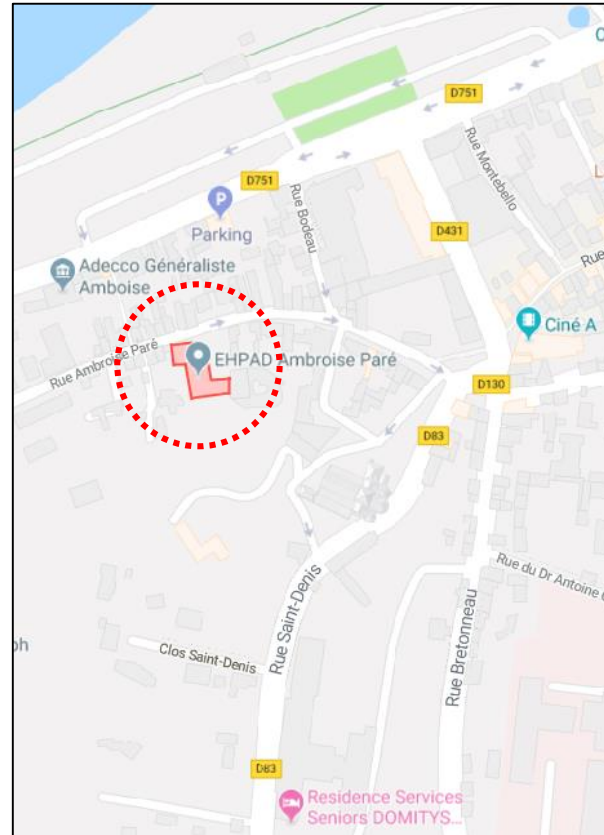 C
D751
Rue Montebello
D751
L
Rue Bodeau
Parking
D431
Rue
Adecco Généraliste
Amboise
Ciné A
Rue Ambroise Paré
EHPAD Ambroise Paré
D130
D83
Rue du Dr Antoine
Rue Saint-Denis
Rue Bretonneau
ph
Clos Saint-Denis
D83
Residence Services
Seniors DOMITYS...